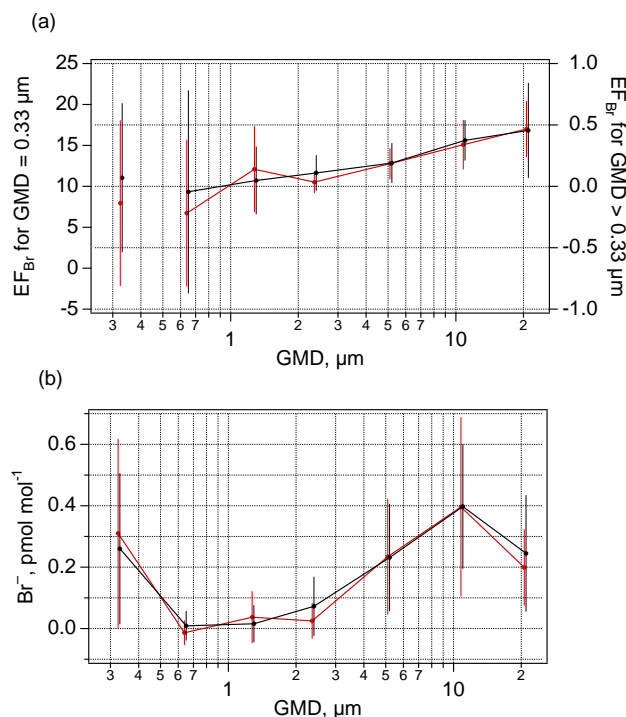 (a)
25
20
15
10
5
0
-5
EF_Br for GMD = 0.33 µm
1.0
0.5
0.0
-0.5
-1.0
EF_Br for GMD > 0.33 µm
3 4 5 6 7 1 2 3 4 5 6 7 10 2
GMD, µm
(b)
0.6
0.4
0.2
0.0
Br⁻, pmol mol⁻¹
3 4 5 6 7 1 2 3 4 5 6 7 10 2
GMD, µm